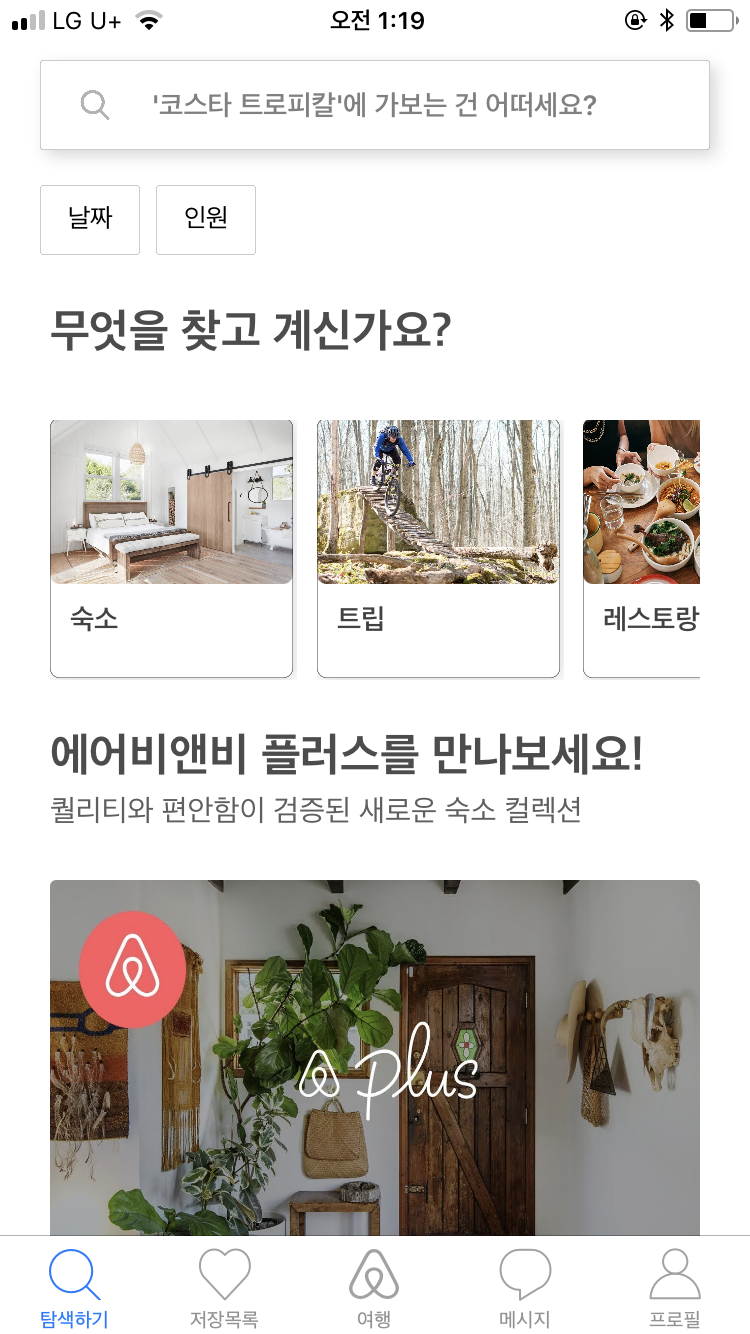 LG U+
오전 1:19
'코스타 트로피칼'에 가보는 건 어떠세요?
날짜
인원
무엇을 찾고 계신가요?
숙소
트립
레스토랑
에어비앤비 플러스를 만나보세요!
퀄리티와 편안함이 검증된 새로운 숙소 컬렉션
plus
탐색하기
저장목록
여행
메시지
프로필